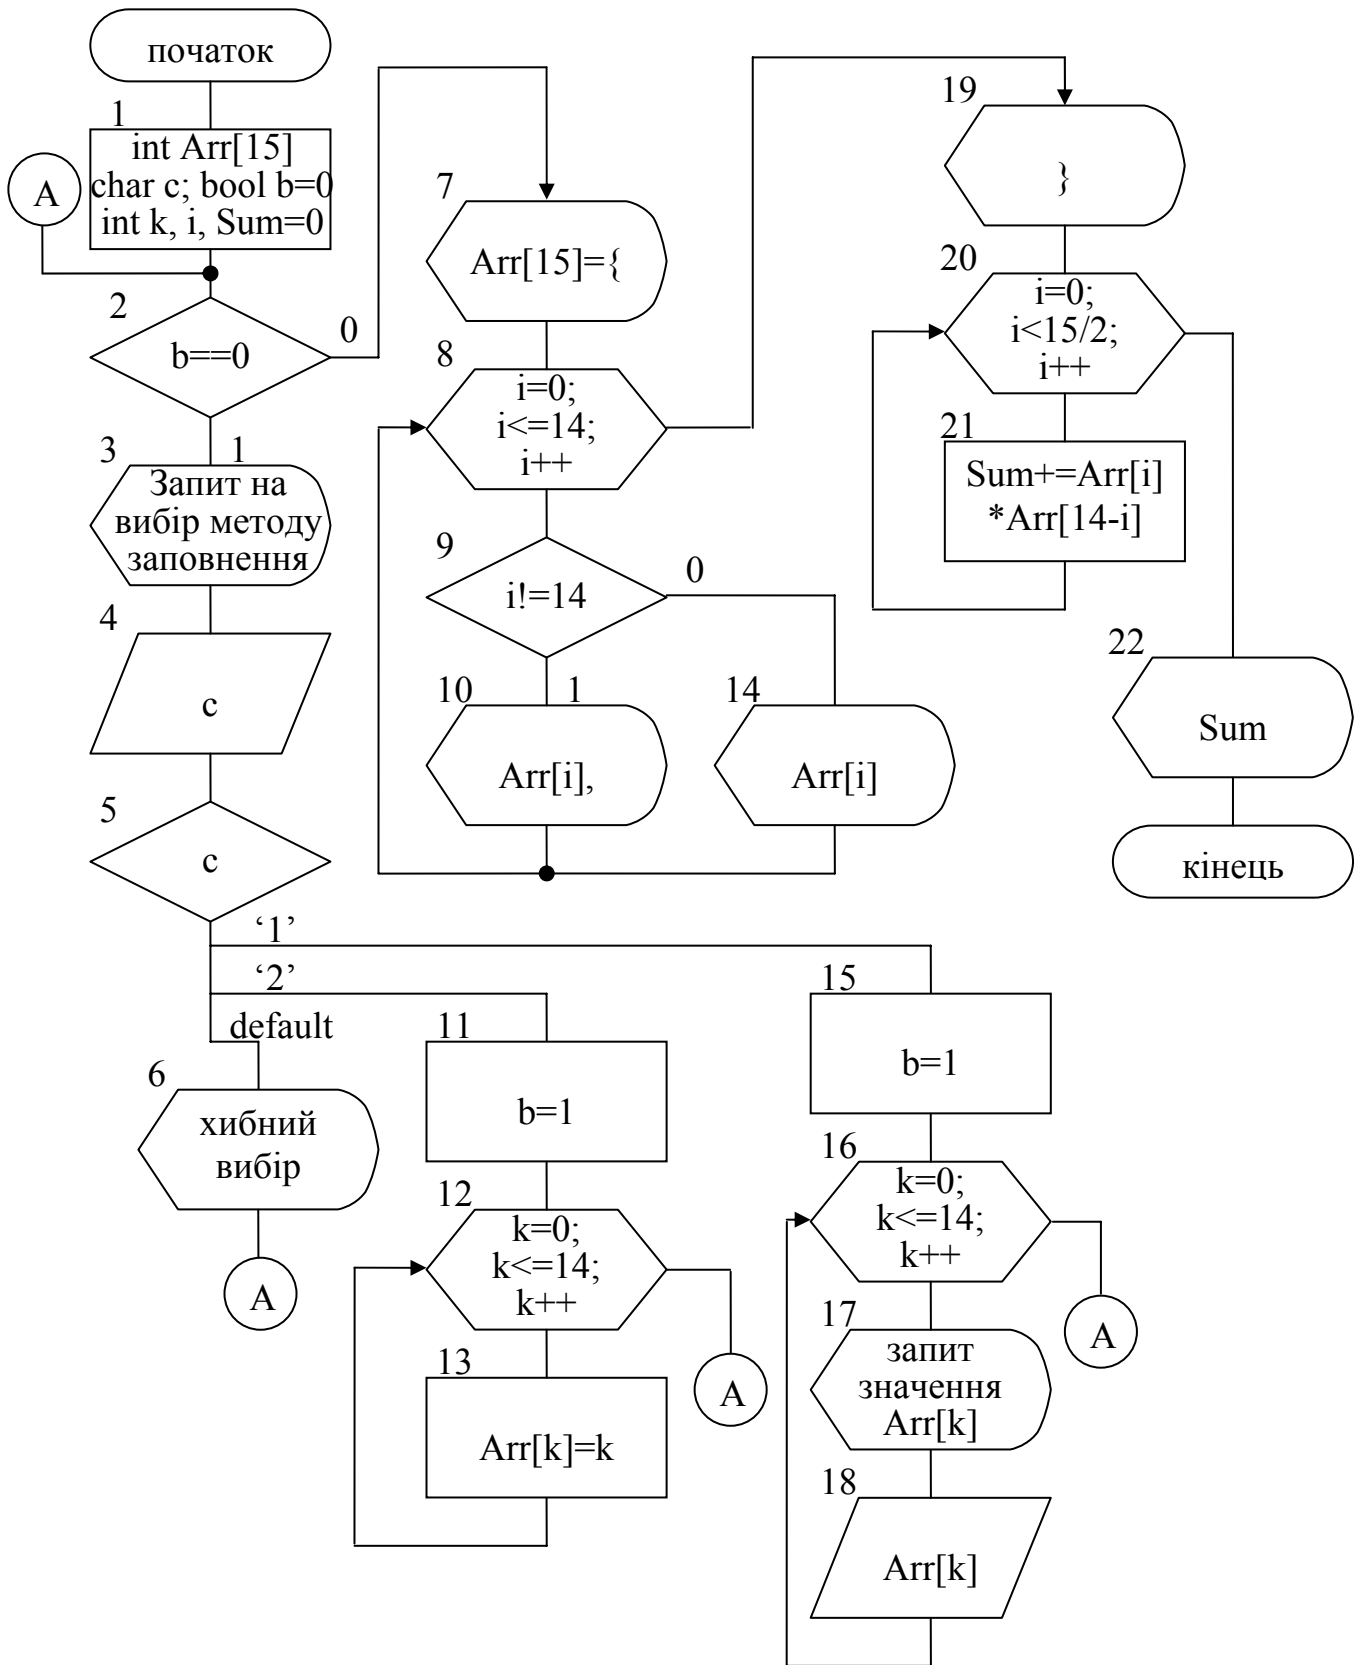 початок
1
int Arr[15]
char c; bool b=0
int k, i, Sum=0
A
2
b==0
0
1
3
Запит на
вибір методу
заповнення
4
c
5
c
‘1’
‘2’
default
6
хибний
вибір
A
7
Arr[15]={
8
i=0;
i<=14;
i++
9
i!=14
0
1
10
Arr[i],
14
Arr[i]
11
b=1
12
k=0;
k<=14;
k++
13
Arr[k]=k
A
15
b=1
16
k=0;
k<=14;
k++
17
запит
значення
Arr[k]
18
Arr[k]
A
19
}
20
i=0;
i<15/2;
i++
21
Sum+=Arr[i]
*Arr[14-i]
22
Sum
кінець